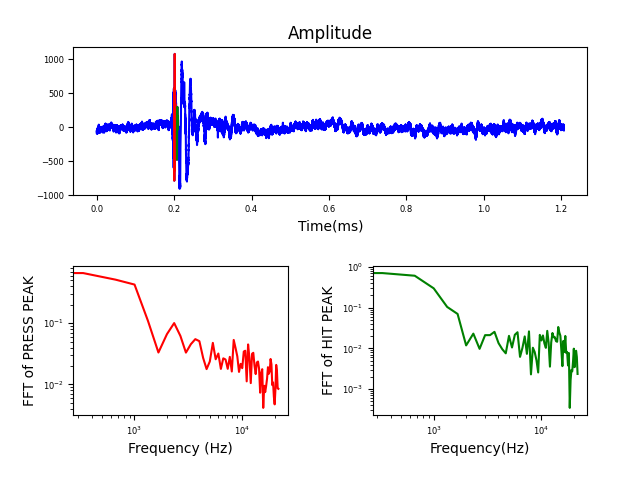 Amplitude
1000
500
0
−500
−1000
0.0 0.2 0.4 0.6 0.8 1.0 1.2
Time(ms)
FFT of PRESS PEAK
10⁻¹
10⁻²
10³ 10⁴
Frequency (Hz)
FFT of HIT PEAK
10⁰
10⁻¹
10⁻²
10⁻³
10³ 10⁴
Frequency(Hz)